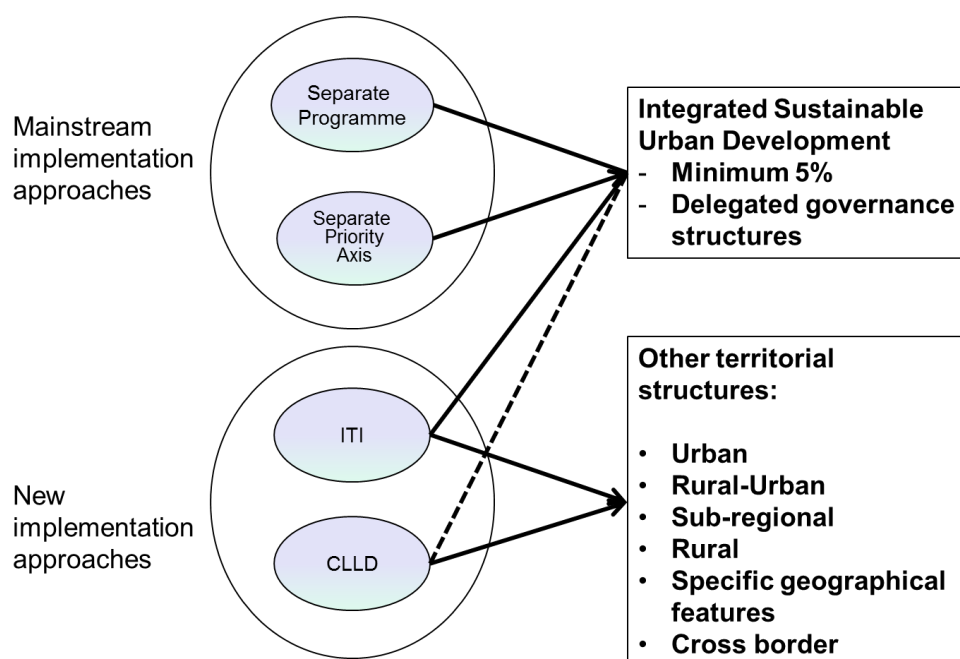 Mainstream
implementation
approaches
Separate
Programme
Separate
Priority
Axis
Integrated Sustainable
Urban Development
- Minimum 5%
- Delegated governance
structures
New
implementation
approaches
ITI
CLLD
Other territorial
structures:
• Urban
• Rural-Urban
• Sub-regional
• Rural
• Specific geographical
features
• Cross border